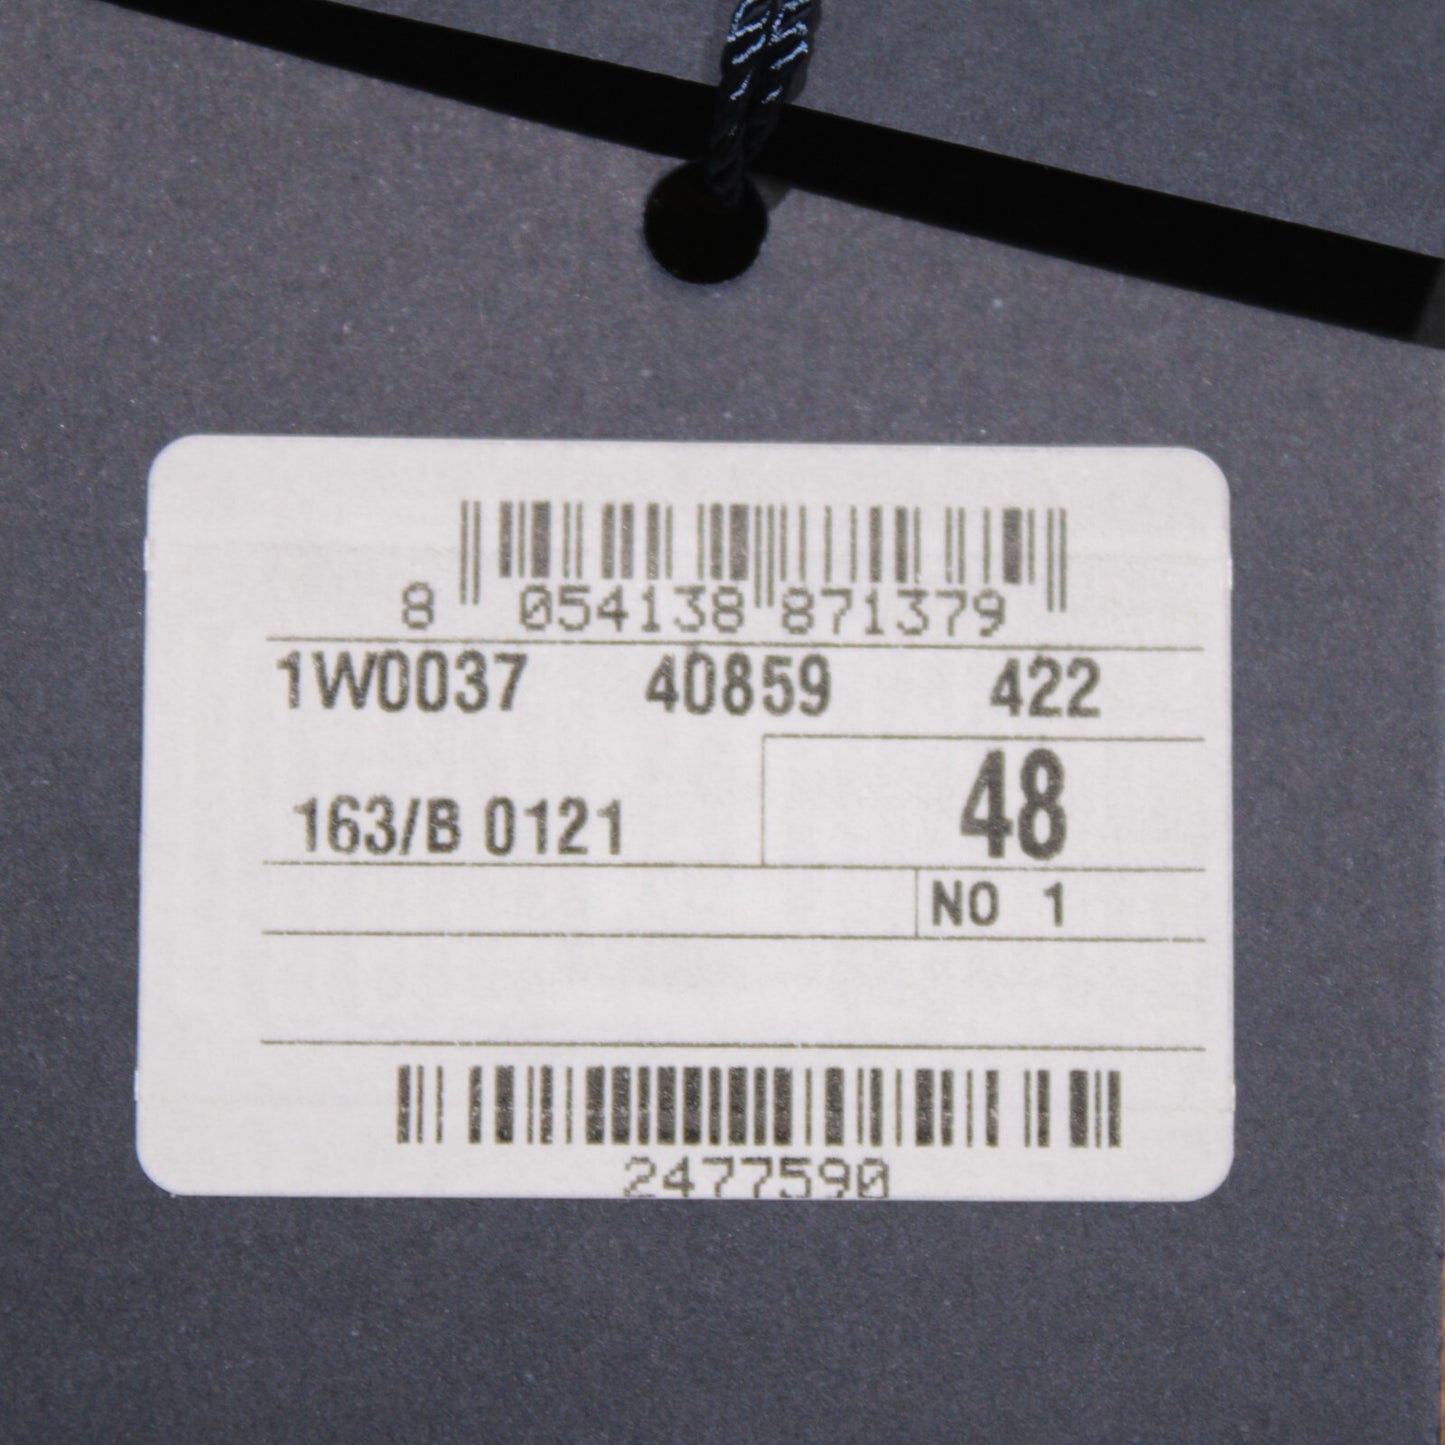 8 054138 871379
1W0037 40859 422
48
163/B 0121
NO 1
2477590